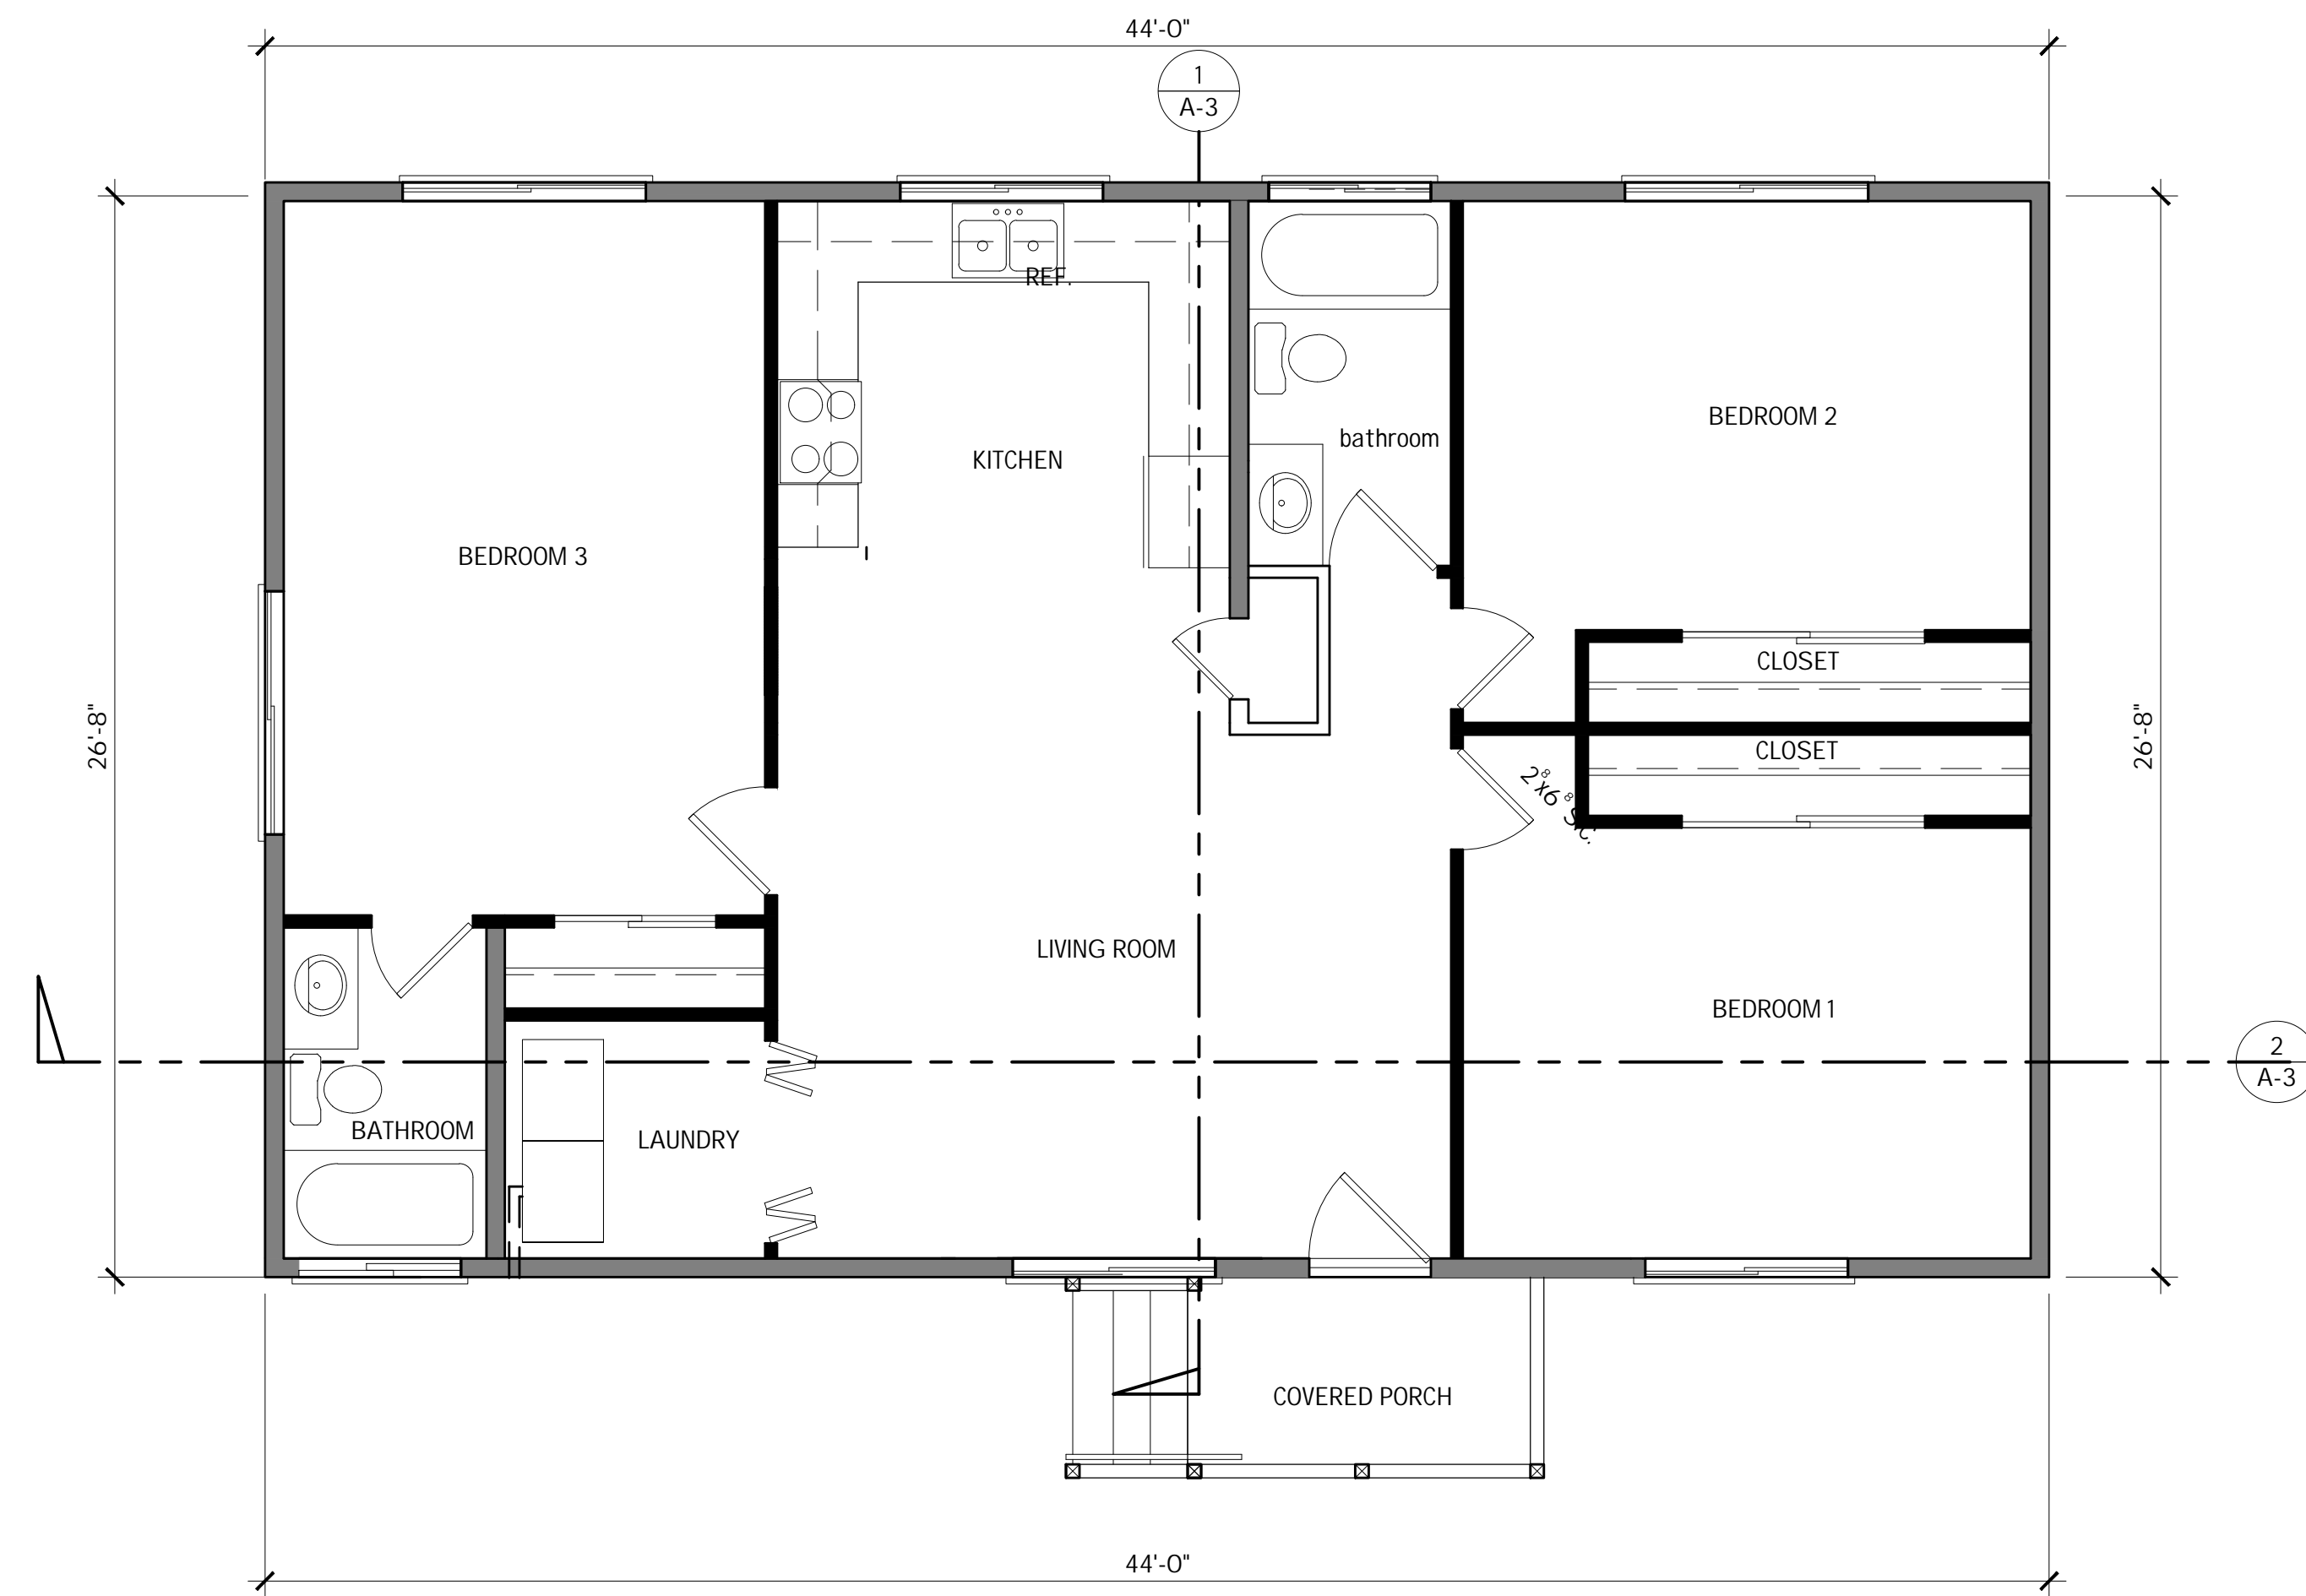 44'-0"
1
A-3
REF.
BEDROOM 2
bathroom
KITCHEN
BEDROOM 3
CLOSET
26'-8"
26'-8"
CLOSET
2⁸x6⁸ S.C.
LIVING ROOM
BEDROOM 1
2
A-3
BATHROOM
LAUNDRY
COVERED PORCH
44'-0"